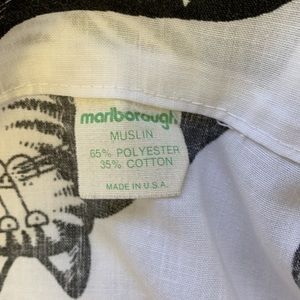 marlborough
MUSLIN
65% POLYESTER
35% COTTON
MADE IN U.S.A.